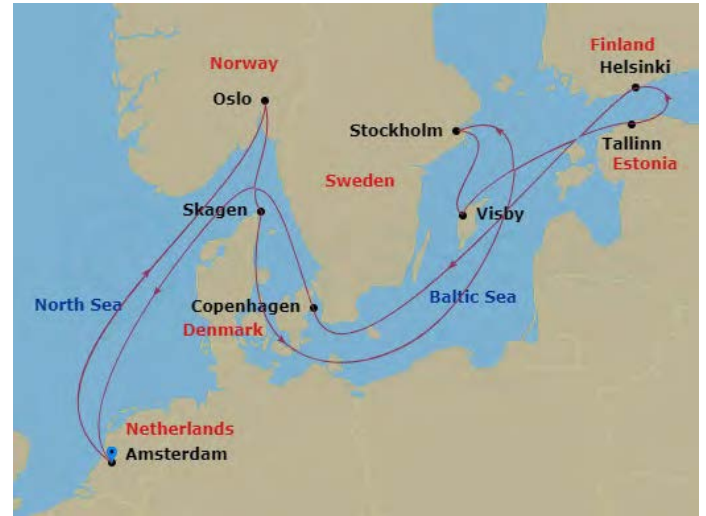 Finland
Norway
Helsinki
Oslo
Stockholm
Tallinn
Estonia
Sweden
Skagen
Visby
North Sea
Copenhagen
Baltic Sea
Denmark
Netherlands
Amsterdam